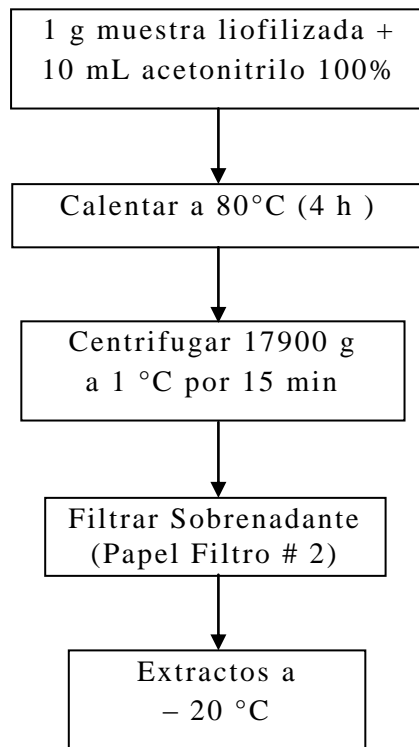 1 g muestra liofilizada +
10 mL acetonitrilo 100%
Calentar a 80°C (4 h )
Centrifugar 17900 g
a 1 °C por 15 min
Filtrar Sobrenadante
(Papel Filtro # 2)
Extractos a
– 20 °C